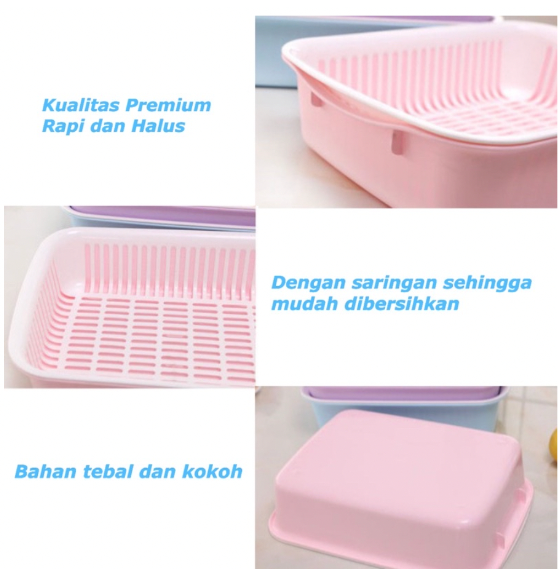 Kualitas Premium
Rapi dan Halus
Dengan saringan sehingga
mudah dibersihkan
Bahan tebal dan kokoh